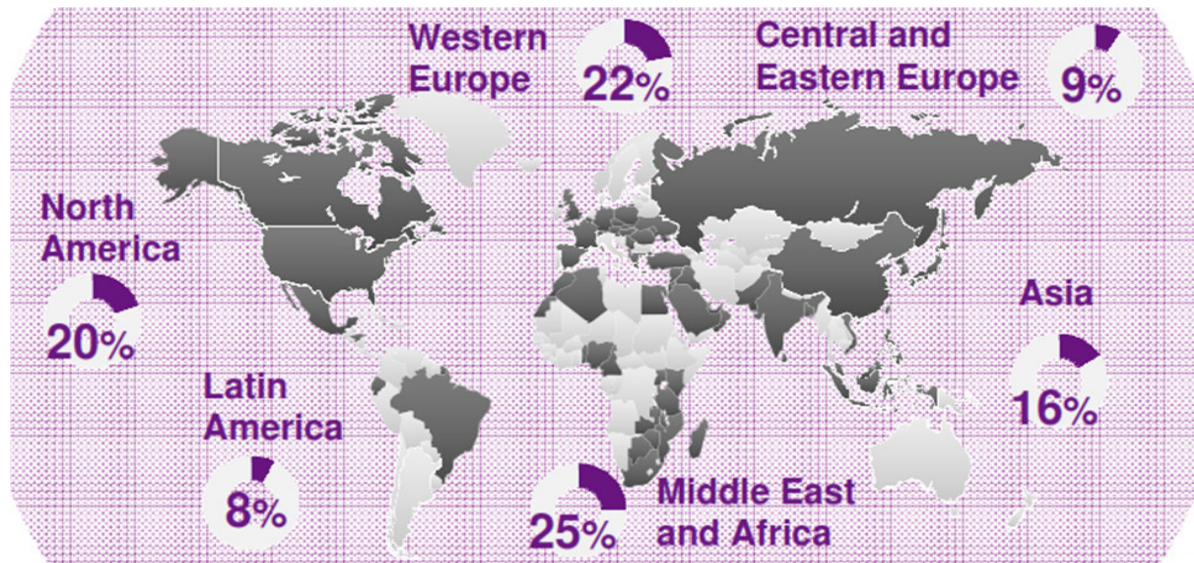 Western
Europe
22%
Central and
Eastern Europe
9%
North
America
20%
Asia
16%
Latin
America
8%
25%
Middle East
and Africa